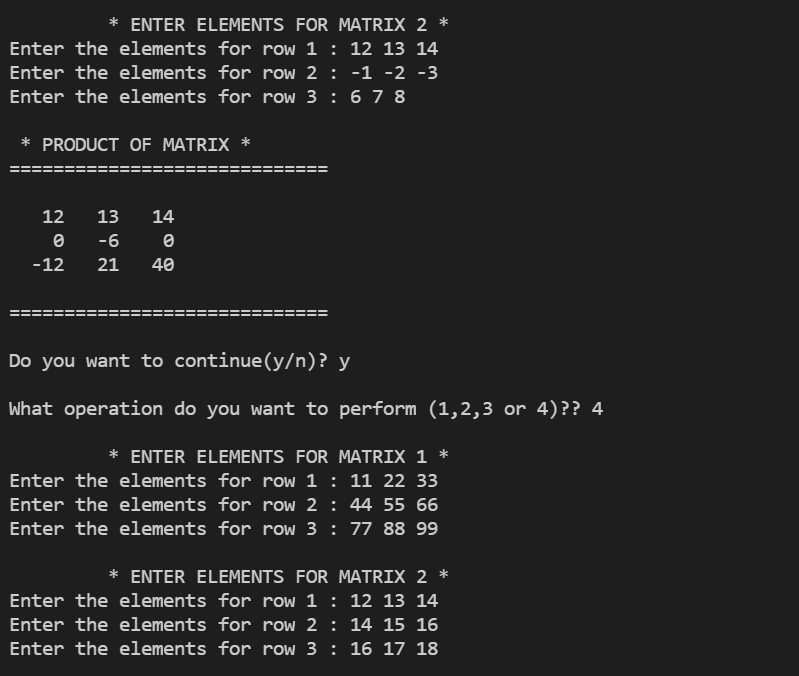 * ENTER ELEMENTS FOR MATRIX 2 *
Enter the elements for row 1 : 12 13 14
Enter the elements for row 2 : -1 -2 -3
Enter the elements for row 3 : 6 7 8
* PRODUCT OF MATRIX *
=============================
12 13 14
0 -6 0
-12 21 40
=============================
Do you want to continue(y/n)? y
What operation do you want to perform (1,2,3 or 4)?? 4
* ENTER ELEMENTS FOR MATRIX 1 *
Enter the elements for row 1 : 11 22 33
Enter the elements for row 2 : 44 55 66
Enter the elements for row 3 : 77 88 99
* ENTER ELEMENTS FOR MATRIX 2 *
Enter the elements for row 1 : 12 13 14
Enter the elements for row 2 : 14 15 16
Enter the elements for row 3 : 16 17 18